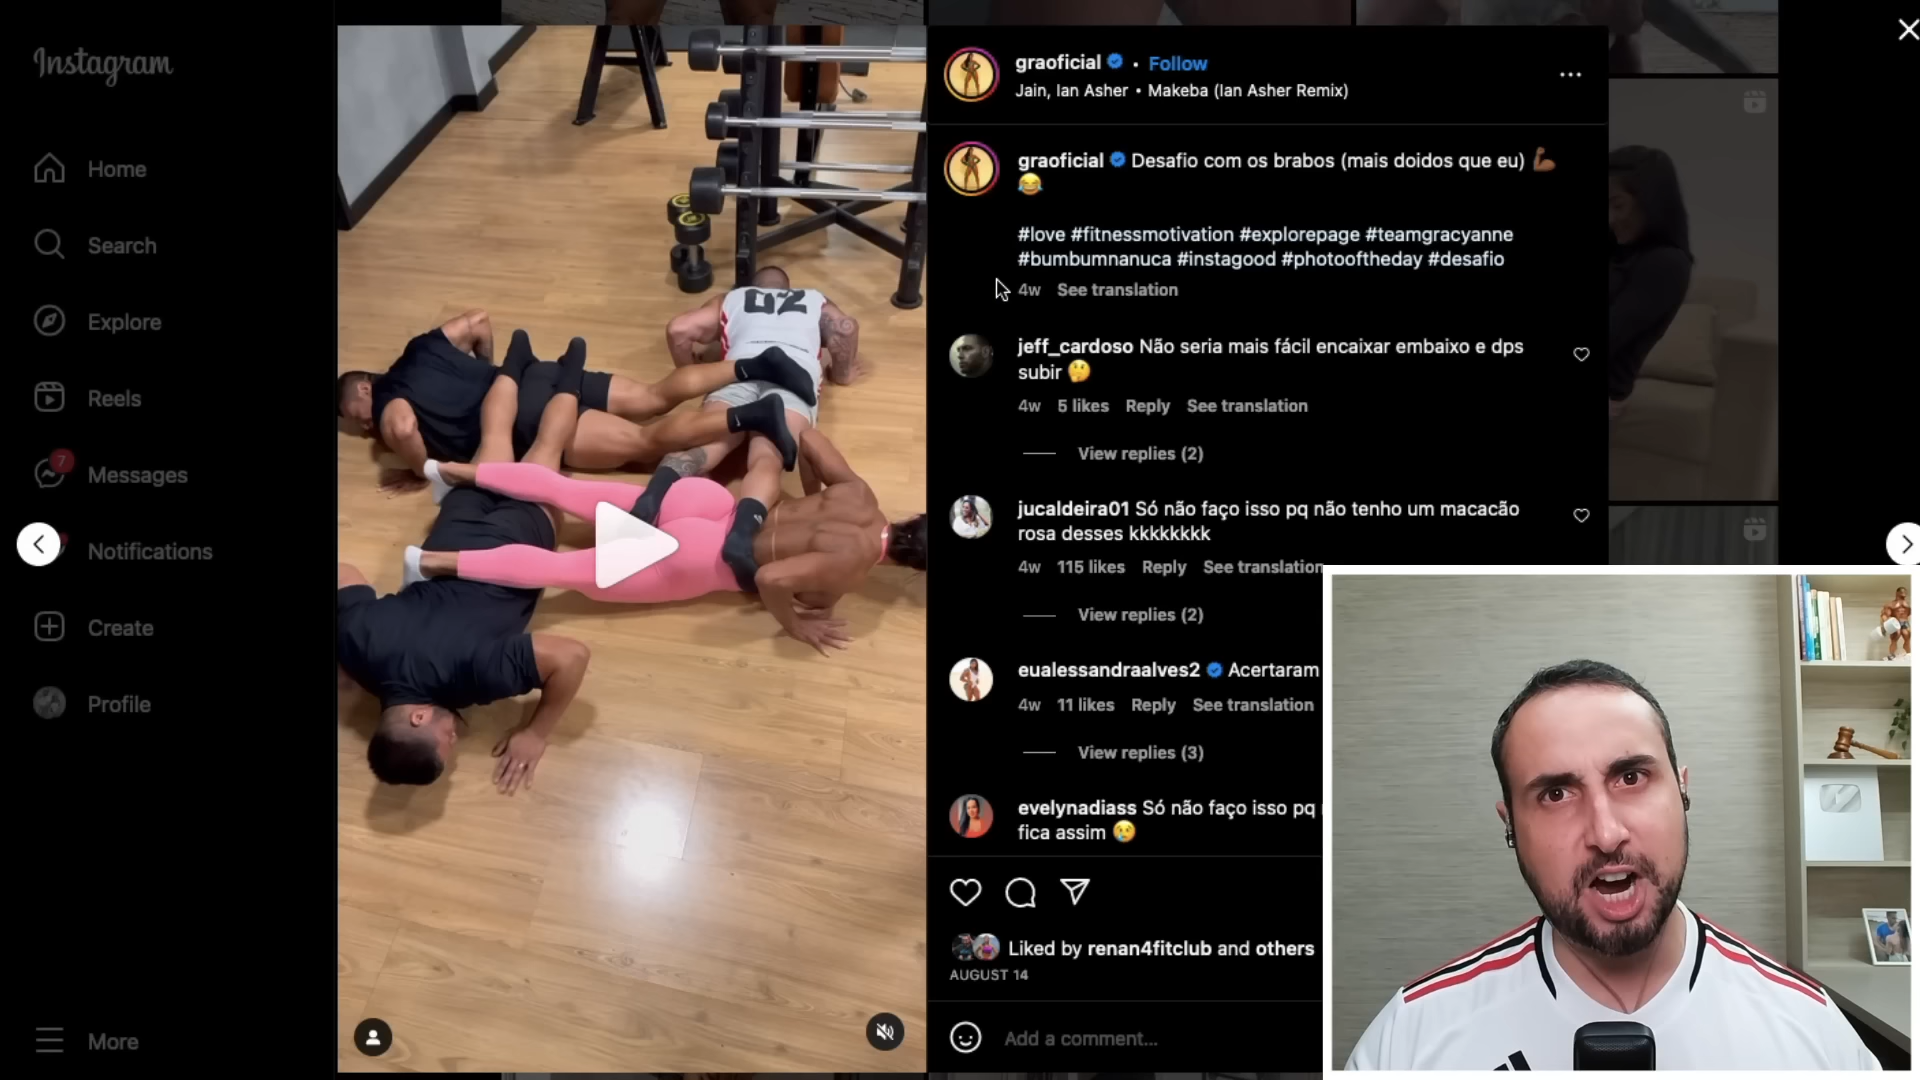 Instagram
Home
Search
Explore
Reels
7
Messages
Notifications
Create
Profile
More
02
graoficial • Follow
Jain, Ian Asher • Makeba (Ian Asher Remix)
graoficial Desafio com os brabos (mais doidos que eu) 💪
😂
#love #fitnessmotivation #explorepage #teamgracyanne
#bumbumnanuca #instagood #photooftheday #desafio
4w See translation
jeff_cardoso Não seria mais fácil encaixar embaixo e dps
subir 🤔
4w 5 likes Reply See translation
View replies (2)
jucaldeira01 Só não faço isso pq não tenho um macacão
rosa desses kkkkkkkk
4w 115 likes Reply See translation
View replies (2)
eualessandraalves2 Acertaram
4w 11 likes Reply See translation
View replies (3)
evelynadiass Só não faço isso pq
fica assim 😢
Liked by renan4fitclub and others
AUGUST 14
Add a comment...